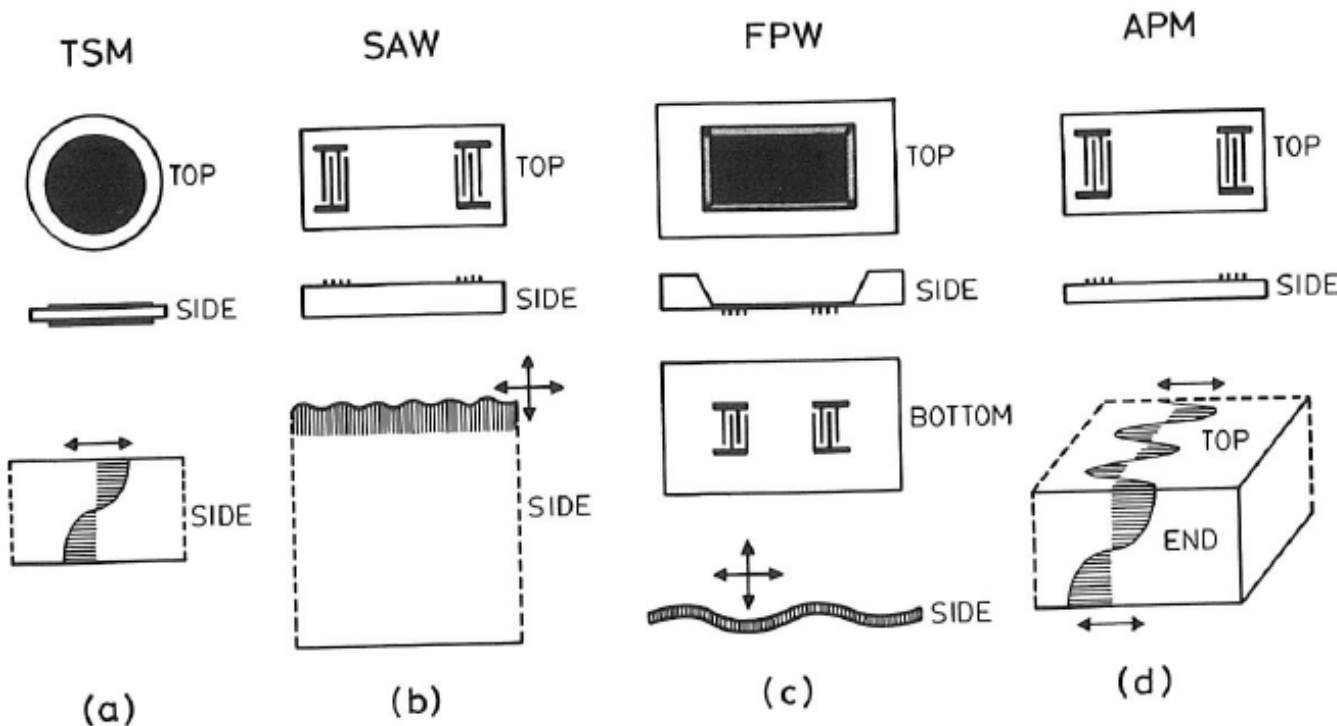 TSM
TOP
SIDE
SIDE
(a)
SAW
TOP
SIDE
SIDE
(b)
FPW
TOP
SIDE
BOTTOM
SIDE
(c)
APM
TOP
SIDE
TOP
END
(d)